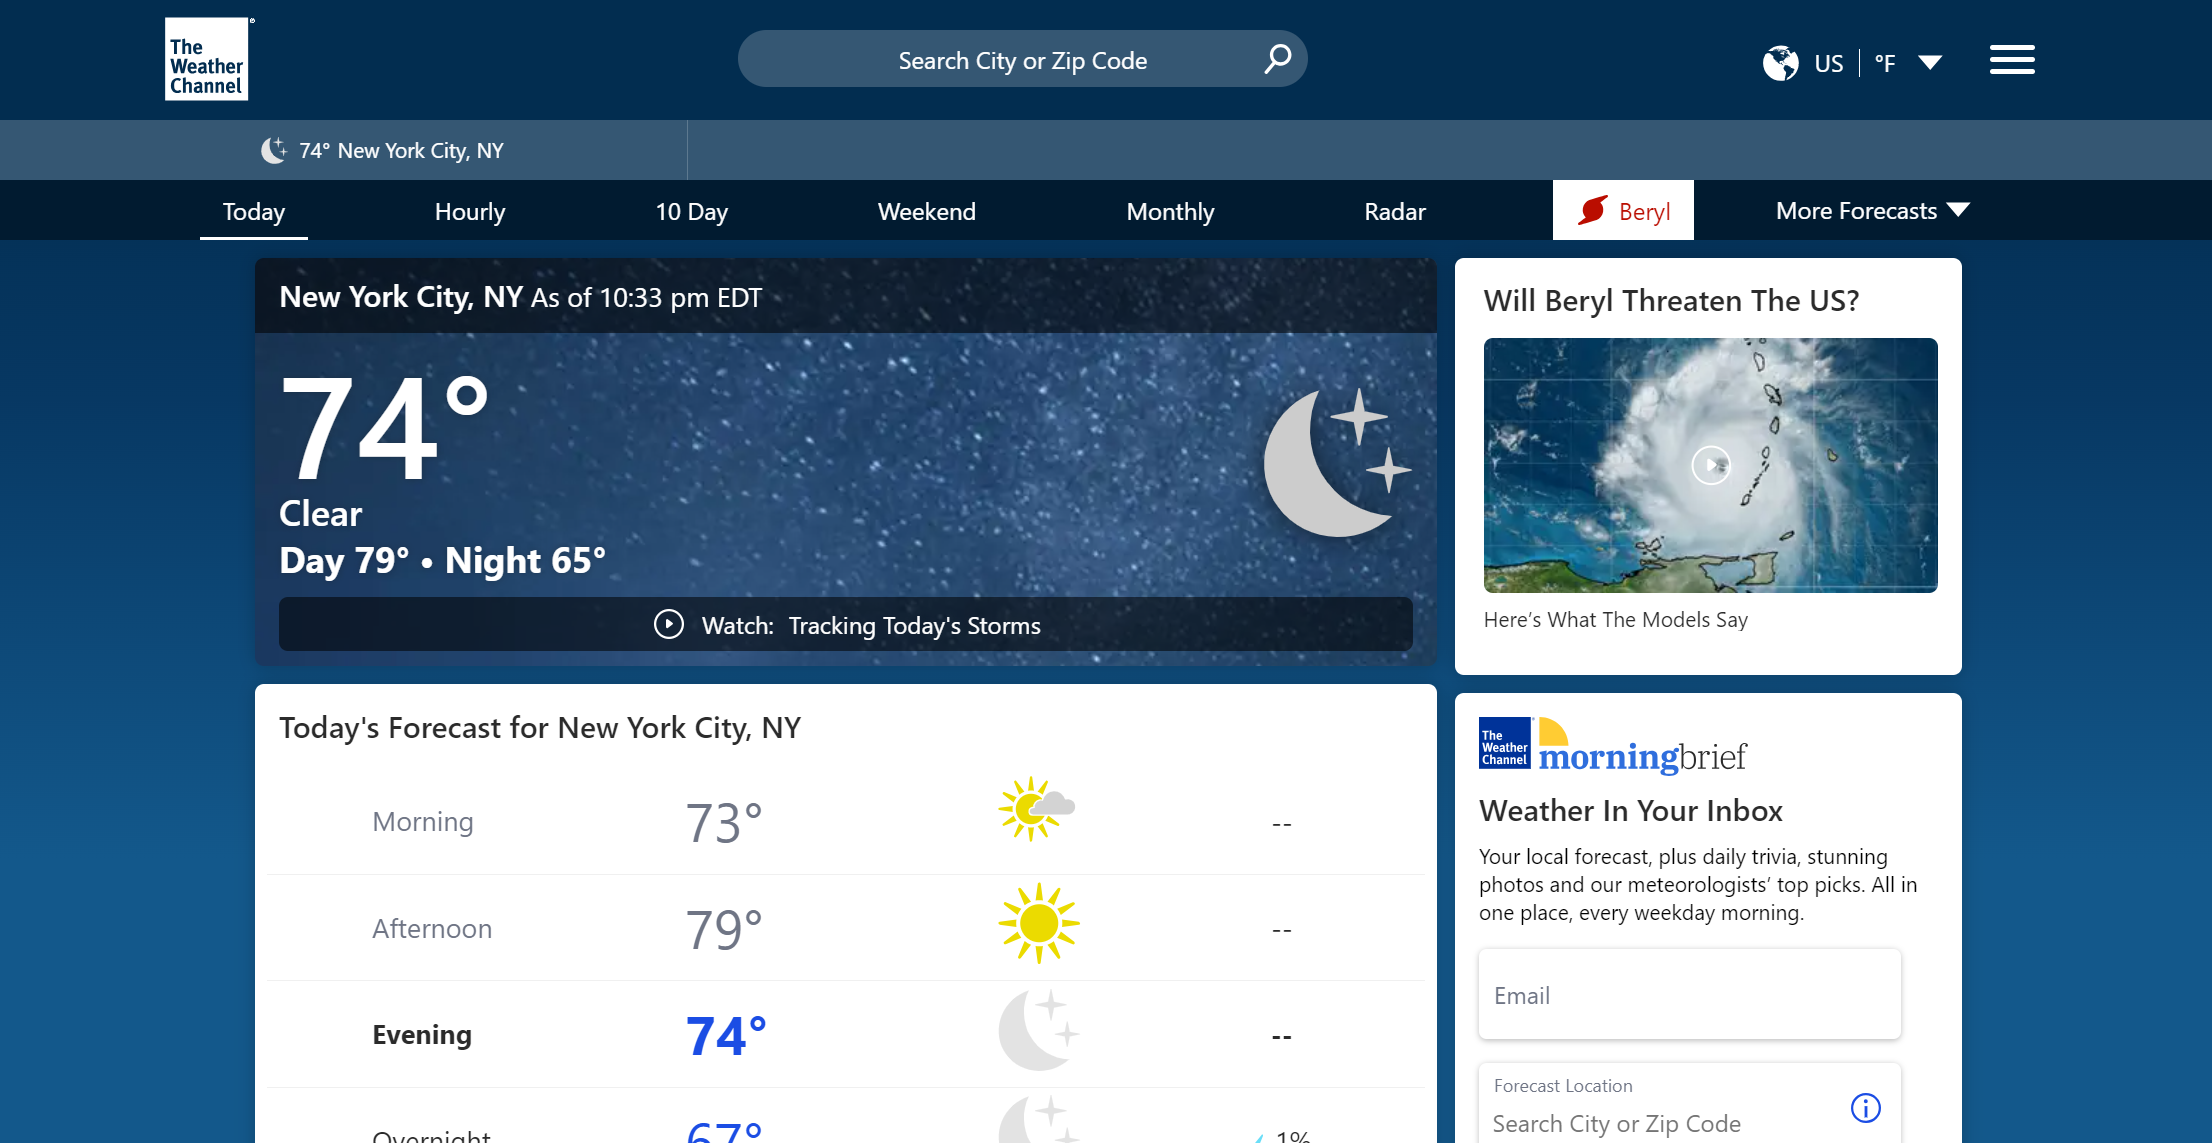 The
Weather
Channel
Search City or Zip Code
US
°F
74° New York City, NY
Today
Hourly
10 Day
Weekend
Monthly
Radar
Beryl
More Forecasts
New York City, NY As of 10:33 pm EDT
74°
Clear
Day 79° • Night 65°
Watch: Tracking Today's Storms
Will Beryl Threaten The US?
Here’s What The Models Say
Today's Forecast for New York City, NY
Morning 73° --
Afternoon 79° --
Evening 74° --
Overnight 67° 1%
The
Weather
Channel
morningbrief
Weather In Your Inbox
Your local forecast, plus daily trivia, stunning
photos and our meteorologists’ top picks. All in
one place, every weekday morning.
Email
Forecast Location
Search City or Zip Code